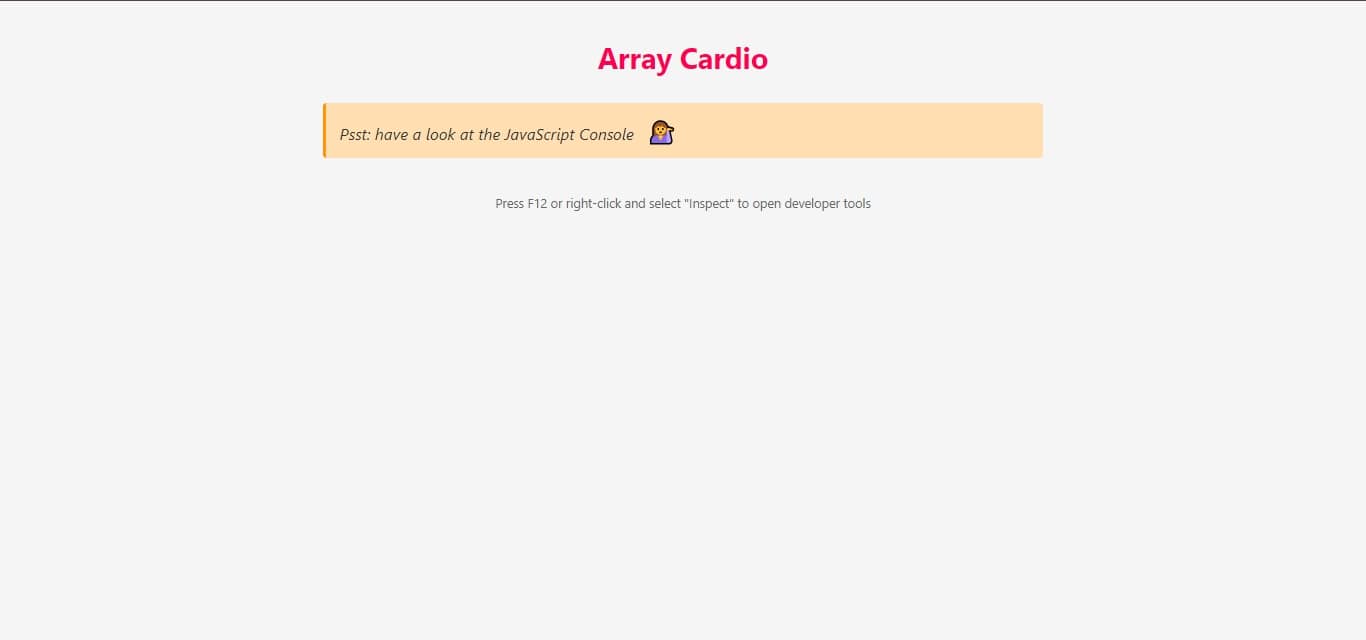 Array Cardio
Psst: have a look at the JavaScript Console 💁
Press F12 or right-click and select "Inspect" to open developer tools